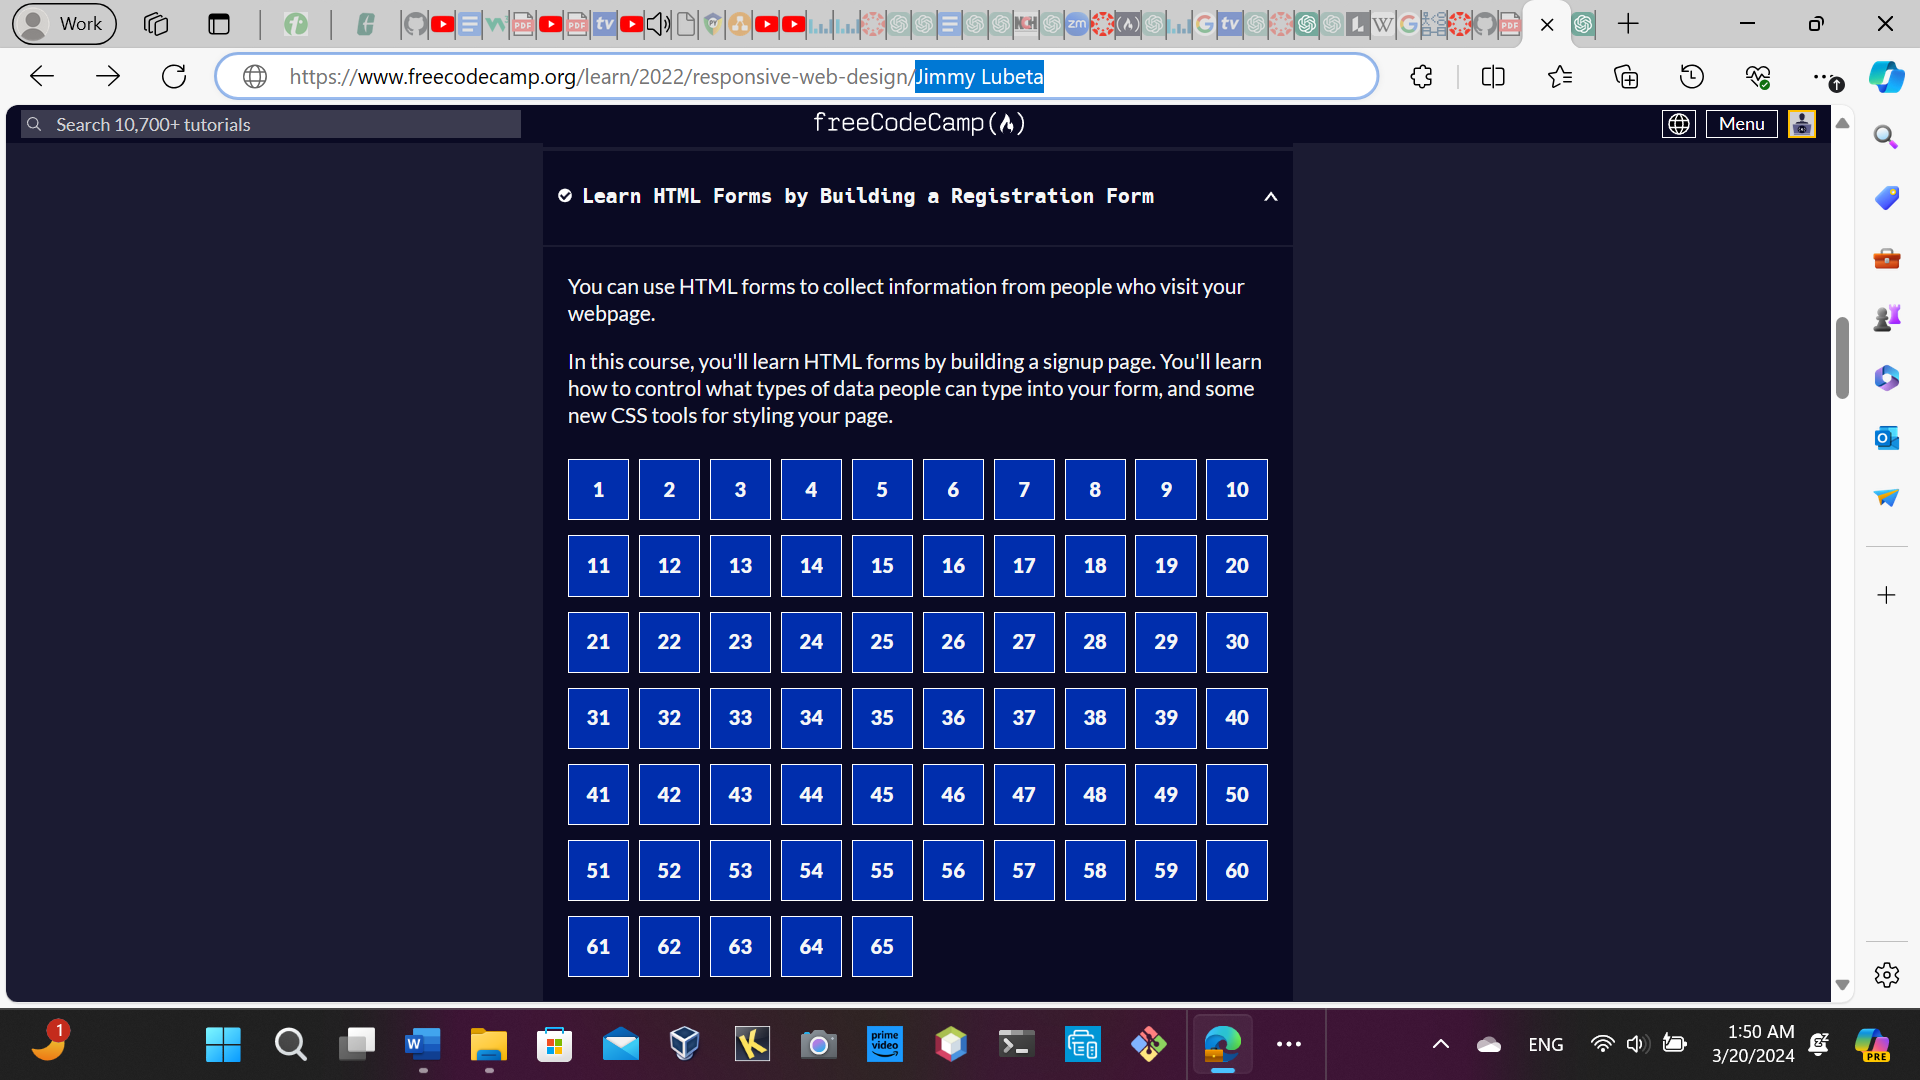 Work
https://www.freecodecamp.org/learn/2022/responsive-web-design/Jimmy Lubeta
Search 10,700+ tutorials
freeCodeCamp
Menu
Learn HTML Forms by Building a Registration Form
You can use HTML forms to collect information from people who visit your
webpage.
In this course, you'll learn HTML forms by building a signup page. You'll learn
how to control what types of data people can type into your form, and some
new CSS tools for styling your page.
1 2 3 4 5 6 7 8 9 10
11 12 13 14 15 16 17 18 19 20
21 22 23 24 25 26 27 28 29 30
31 32 33 34 35 36 37 38 39 40
41 42 43 44 45 46 47 48 49 50
51 52 53 54 55 56 57 58 59 60
61 62 63 64 65
1
prime
video
ENG
1:50 AM
3/20/2024
PRE